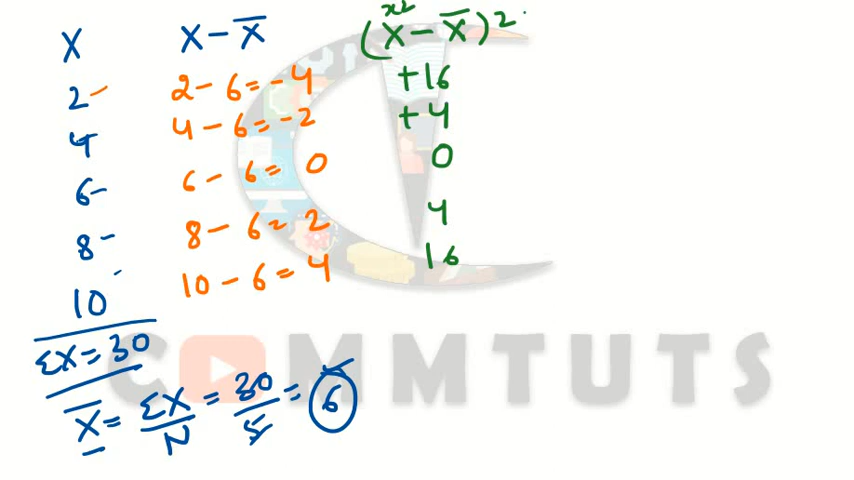 X X - X̄ (X - X̄)²
x²
2 - 2 - 6 = - 4 +16
4 4 - 6 = - 2 + 4
6 - 6 - 6 = 0 0
8 - 8 - 6 = 2 4
10 10 - 6 = 4 16
ΣX = 30
X̄ = ΣX/N = 30/5 = 6
COMMTUTS